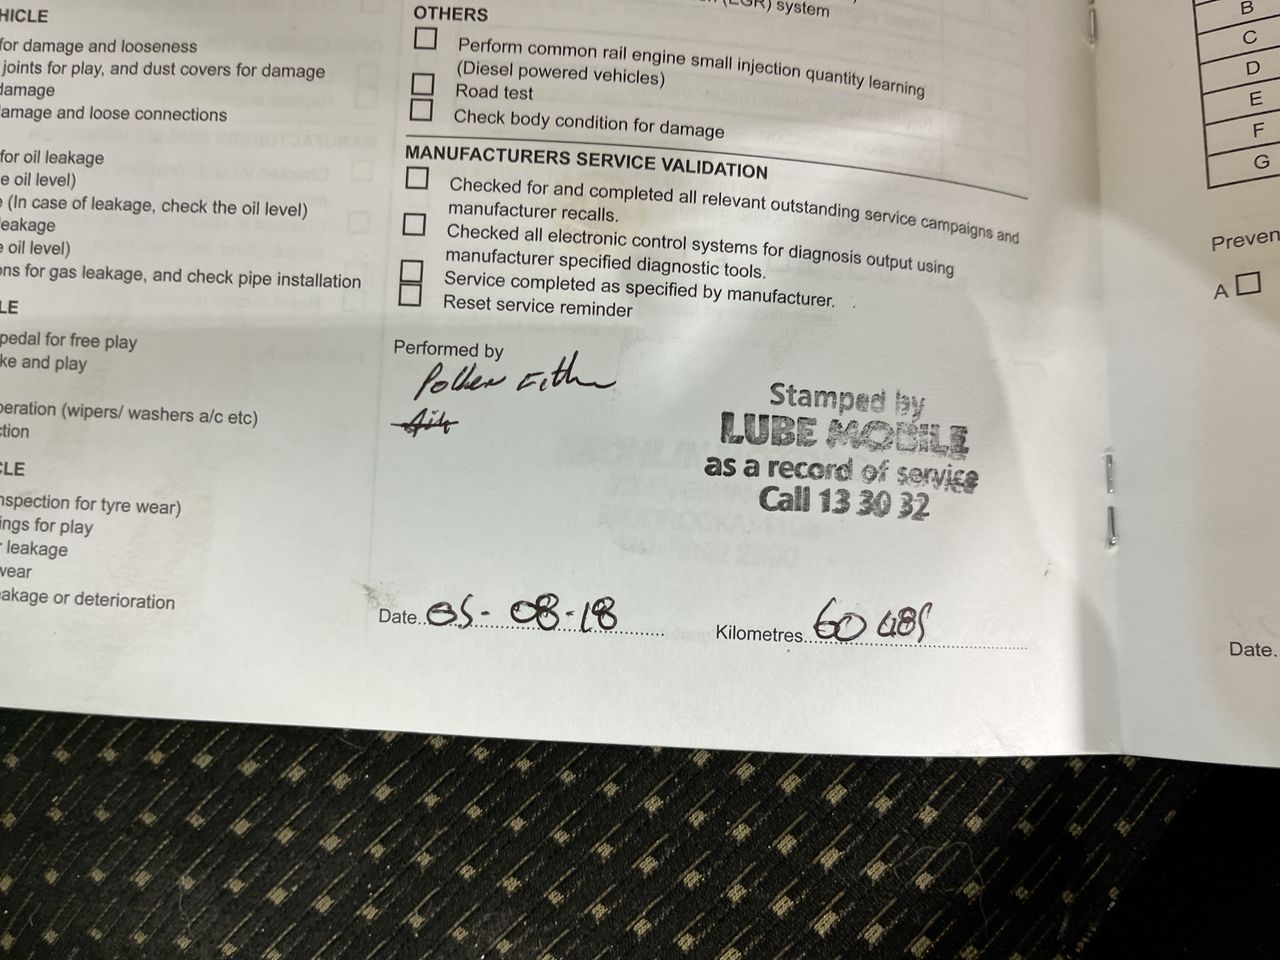 HICLE
for damage and looseness
joints for play, and dust covers for damage
damage
amage and loose connections
for oil leakage
e oil level)
(In case of leakage, check the oil level)
eakage
oil level)
ons for gas leakage, and check pipe installation
LE
pedal for free play
ke and play
peration (wipers/ washers a/c etc)
ction
CLE
nspection for tyre wear)
ings for play
leakage
wear
eakage or deterioration
(EGR) system
OTHERS
Perform common rail engine small injection quantity learning
(Diesel powered vehicles)
Road test
Check body condition for damage
MANUFACTURERS SERVICE VALIDATION
Checked for and completed all relevant outstanding service campaigns and
manufacturer recalls.
Checked all electronic control systems for diagnosis output using
manufacturer specified diagnostic tools.
Service completed as specified by manufacturer.
Reset service reminder
Performed by
Pollen
Stamped by
LUBE MOBILE
as a record of service
Call 13 30 32
Date..05-08-18
Kilometres..60
B
C
D
E
F
G
Preven
A
Date.